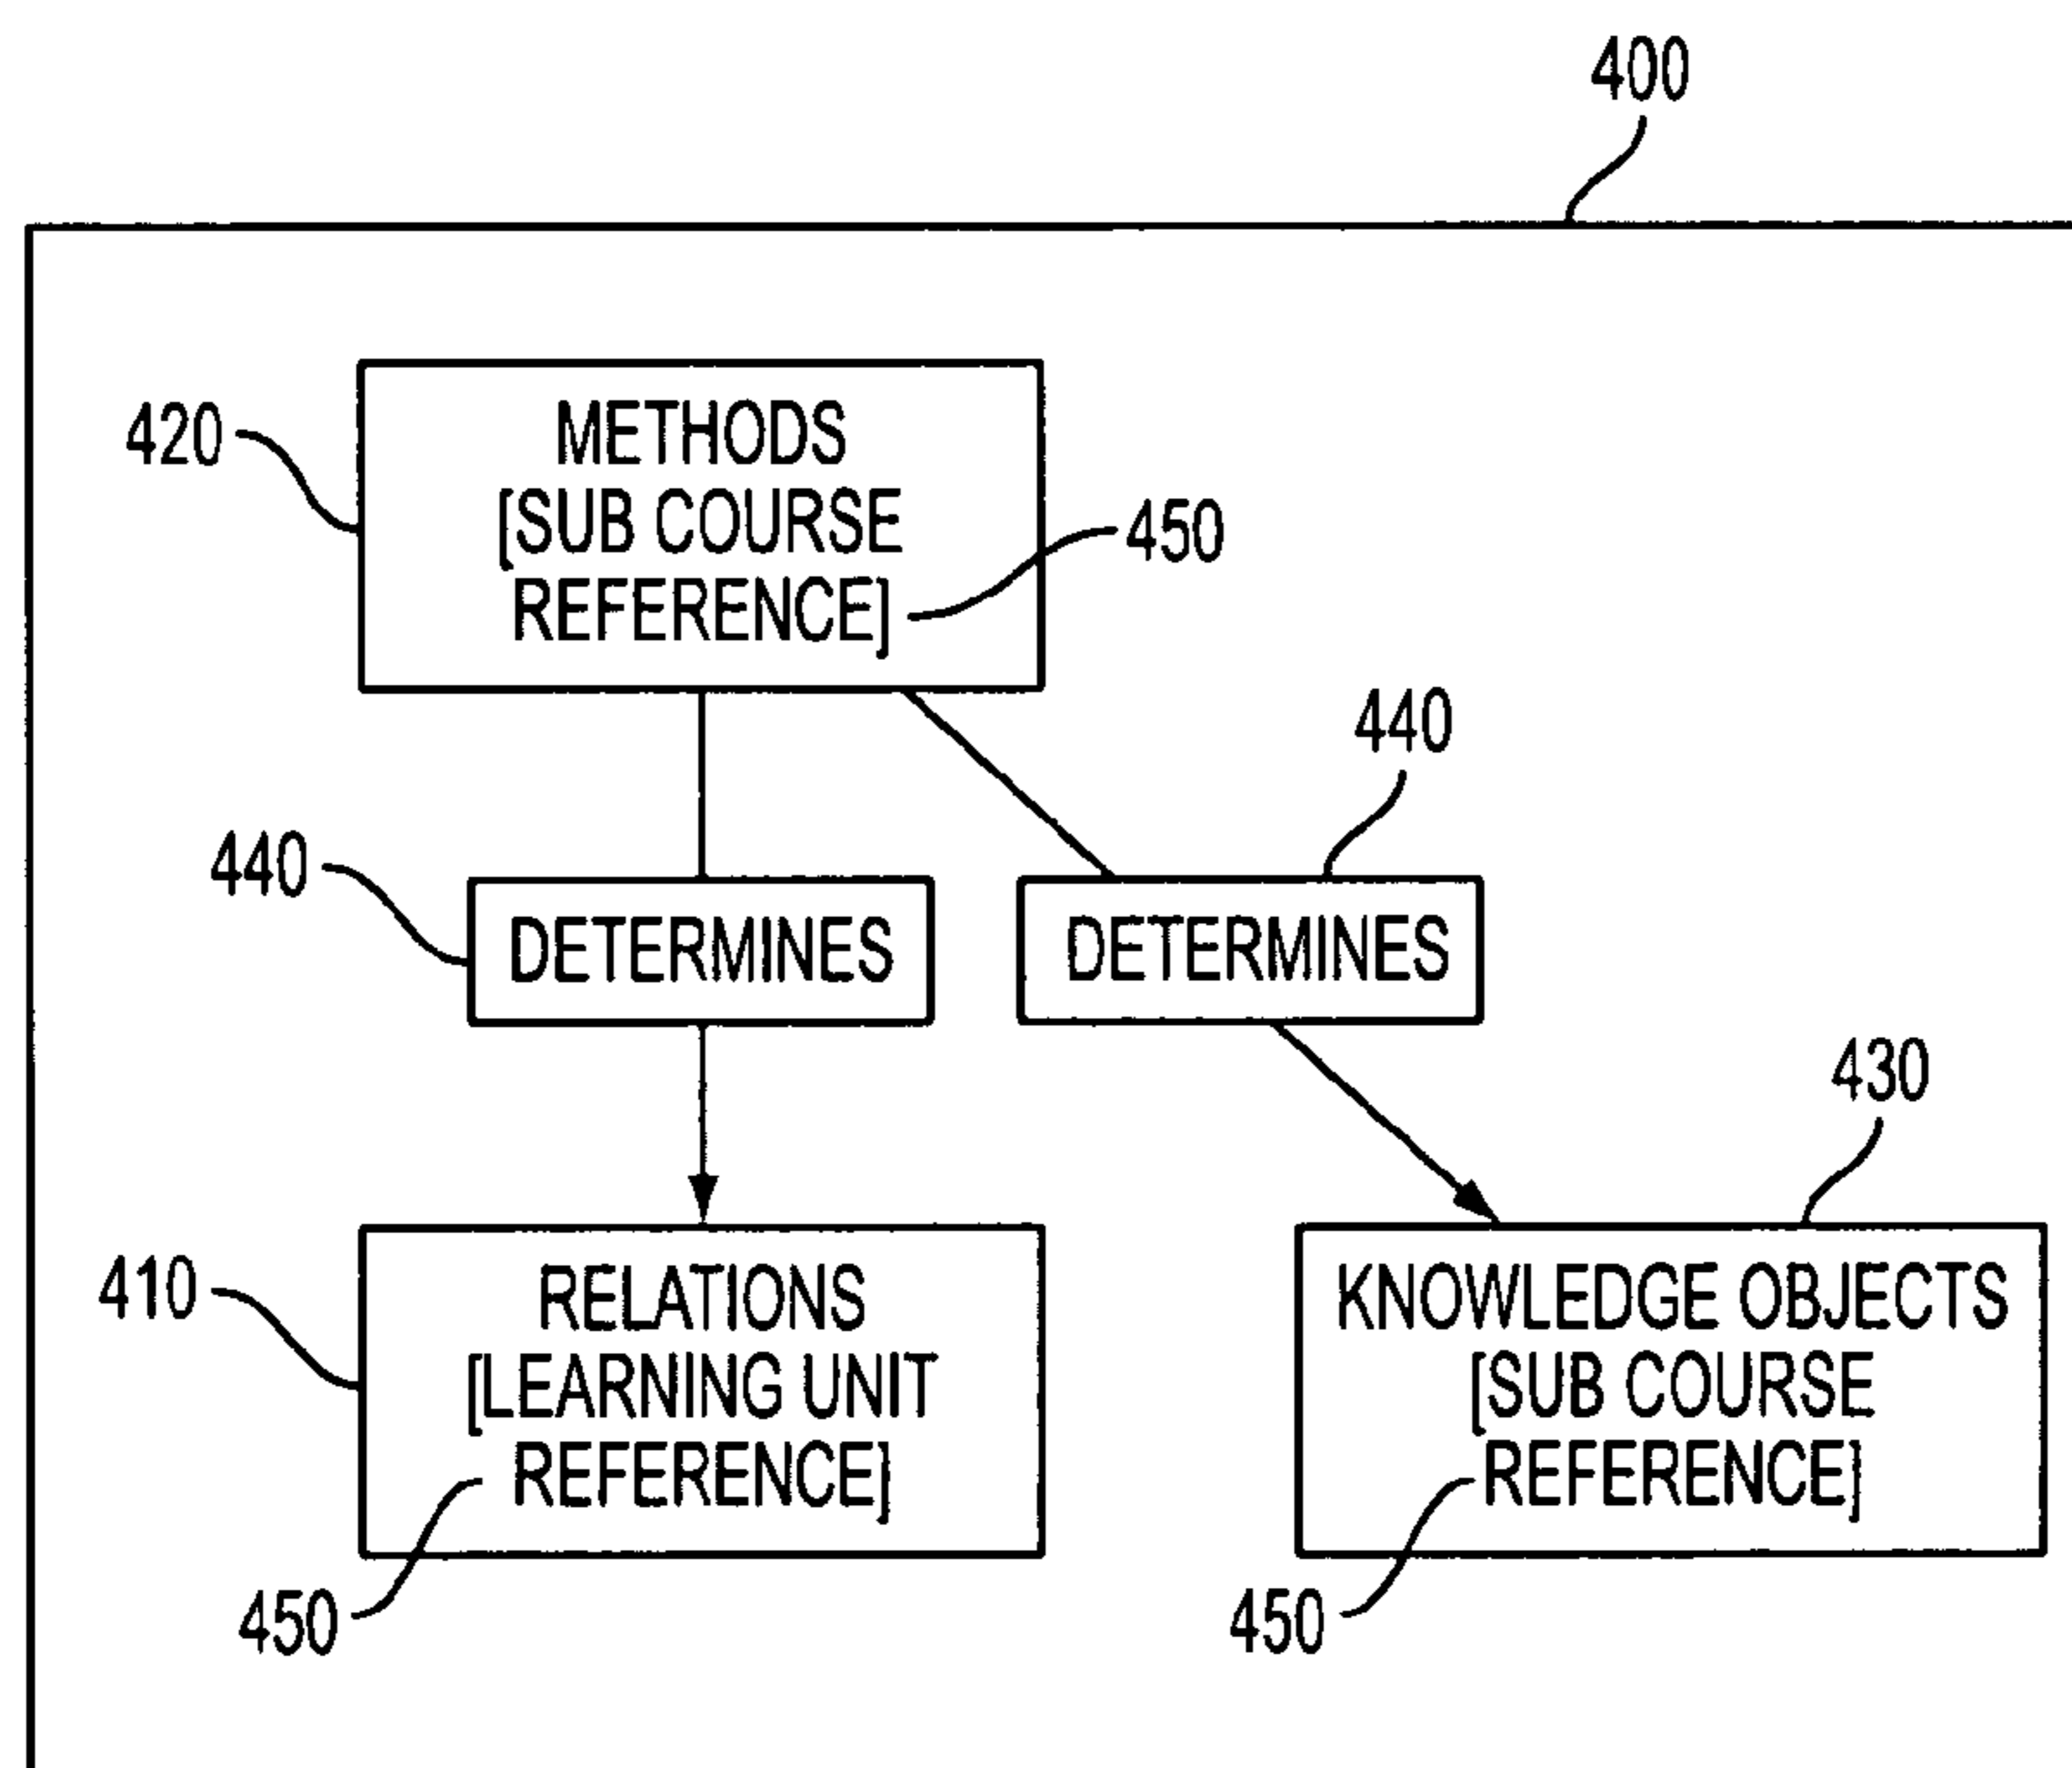 400
420
METHODS
[SUB COURSE
REFERENCE]
450
440
440
DETERMINES
DETERMINES
430
410
RELATIONS
[LEARNING UNIT
REFERENCE]
450
KNOWLEDGE OBJECTS
[SUB COURSE
REFERENCE]
450